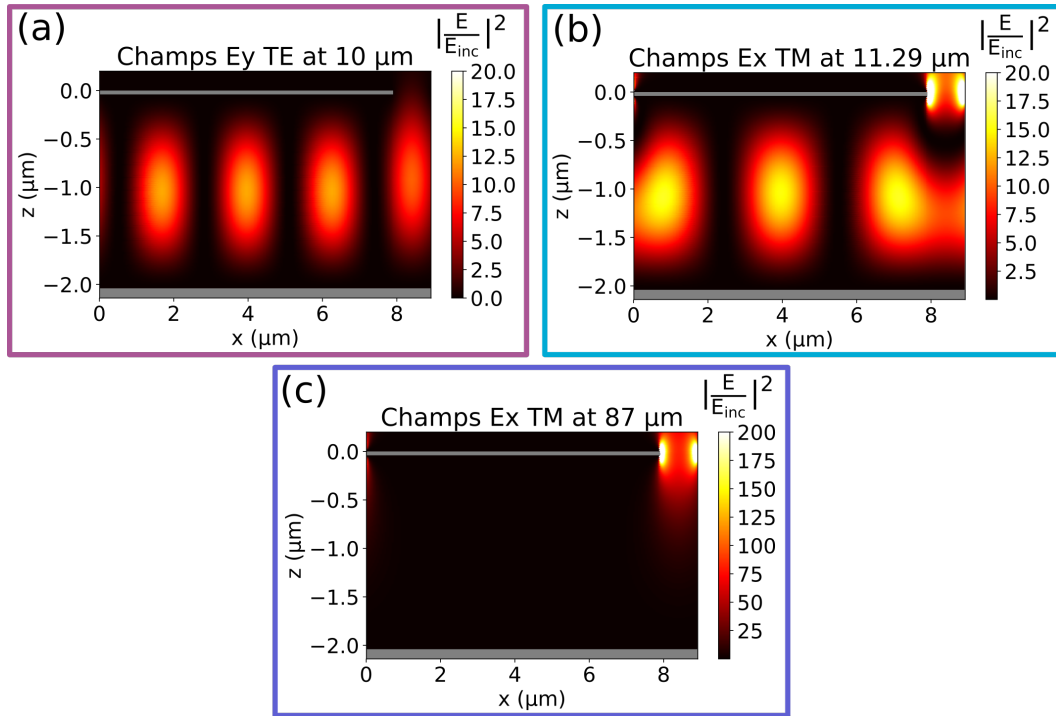 (a)
Champs Ey TE at 10 μm
|E/Einc|²
0.0
−0.5
−1.0
−1.5
−2.0
z (μm)
0 2 4 6 8
x (μm)
20.0
17.5
15.0
12.5
10.0
7.5
5.0
2.5
0.0
(b)
Champs Ex TM at 11.29 μm
|E/Einc|²
0.0
−0.5
−1.0
−1.5
−2.0
z (μm)
0 2 4 6 8
x (μm)
20.0
17.5
15.0
12.5
10.0
7.5
5.0
2.5
(c)
Champs Ex TM at 87 μm
|E/Einc|²
0.0
−0.5
−1.0
−1.5
−2.0
z (μm)
0 2 4 6 8
x (μm)
200
175
150
125
100
75
50
25